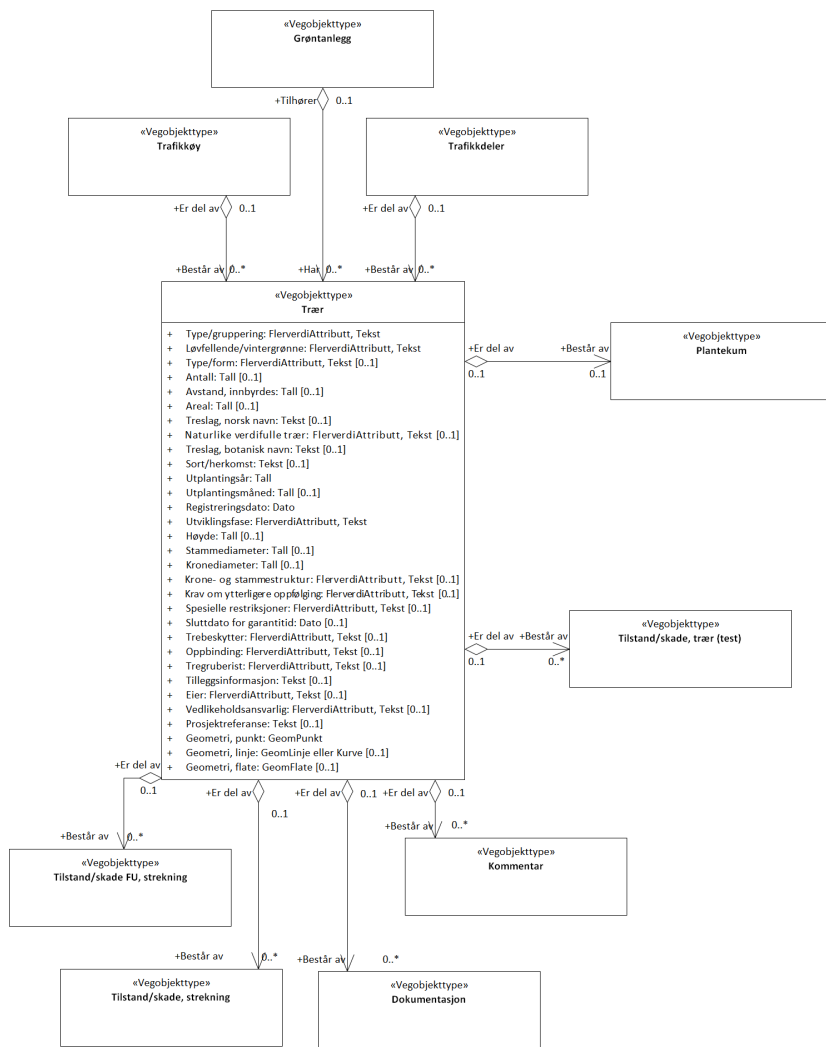 «Vegobjekttype»
Grøntanlegg
+Tilhører 0..1
«Vegobjekttype»
Trafikkøy
«Vegobjekttype»
Trafikkdeler
+Er del av 0..1
+Er del av 0..1
+Består av 0..*
+Har 0..*
+Består av 0..*
«Vegobjekttype»
Trær
+ Type/gruppering: FlerverdiAttributt, Tekst
+ Løvfellende/vintergrønne: FlerverdiAttributt, Tekst
+ Type/form: FlerverdiAttributt, Tekst [0..1]
+ Antall: Tall [0..1]
+ Avstand, innbyrdes: Tall [0..1]
+ Areal: Tall [0..1]
+ Treslag, norsk navn: Tekst [0..1]
+ Naturlike verdifulle trær: FlerverdiAttributt, Tekst [0..1]
+ Treslag, botanisk navn: Tekst [0..1]
+ Sort/herkomst: Tekst [0..1]
+ Utplantingsår: Tall
+ Utplantingsmåned: Tall [0..1]
+ Registreringsdato: Dato
+ Utviklingsfase: FlerverdiAttributt, Tekst
+ Høyde: Tall [0..1]
+ Stammediameter: Tall [0..1]
+ Kronediameter: Tall [0..1]
+ Krone- og stammestruktur: FlerverdiAttributt, Tekst [0..1]
+ Krav om ytterligere oppfølging: FlerverdiAttributt, Tekst [0..1]
+ Spesielle restriksjoner: FlerverdiAttributt, Tekst [0..1]
+ Sluttdato for garantitid: Dato [0..1]
+ Trebeskytter: FlerverdiAttributt, Tekst [0..1]
+ Oppbinding: FlerverdiAttributt, Tekst [0..1]
+ Tregruberist: FlerverdiAttributt, Tekst [0..1]
+ Tilleggsinformasjon: Tekst [0..1]
+ Eier: FlerverdiAttributt, Tekst [0..1]
+ Vedlikeholdsansvarlig: FlerverdiAttributt, Tekst [0..1]
+ Prosjektreferanse: Tekst [0..1]
+ Geometri, punkt: GeomPunkt
+ Geometri, linje: GeomLinje eller Kurve [0..1]
+ Geometri, flate: GeomFlate [0..1]
+Er del av
0..1
+Består av
0..1
«Vegobjekttype»
Plantekum
+Er del av
0..1
+Består av
0..*
«Vegobjekttype»
Tilstand/skade, trær (test)
+Er del av
0..1
+Er del av
0..1
+Er del av 0..1
+Er del av 0..1
+Består av 0..*
+Består av 0..*
«Vegobjekttype»
Tilstand/skade FU, strekning
«Vegobjekttype»
Kommentar
+Består av 0..*
+Består av 0..*
«Vegobjekttype»
Tilstand/skade, strekning
«Vegobjekttype»
Dokumentasjon